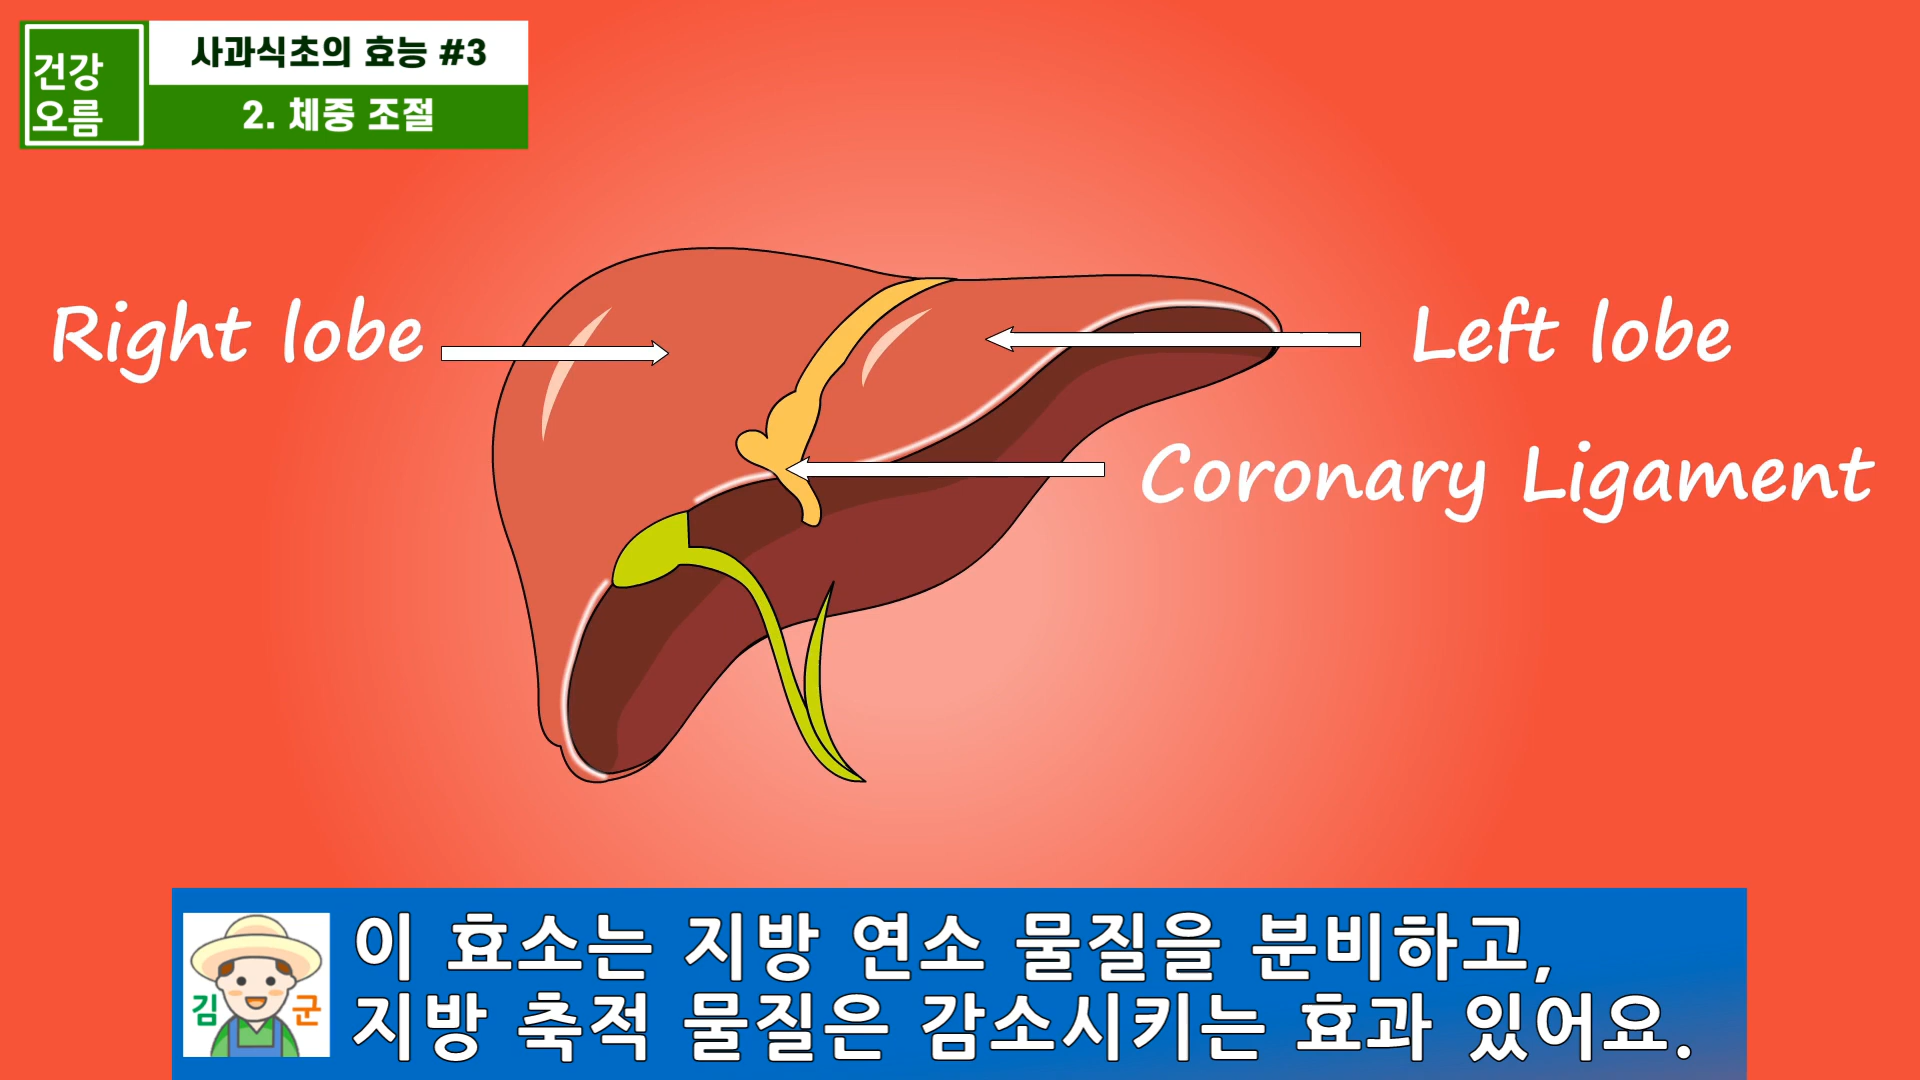 건강
오름
사과식초의 효능 #3
2. 체중 조절
Right lobe
Left lobe
Coronary Ligament
김 군
이 효소는 지방 연소 물질을 분비하고,
지방 축적 물질은 감소시키는 효과 있어요.